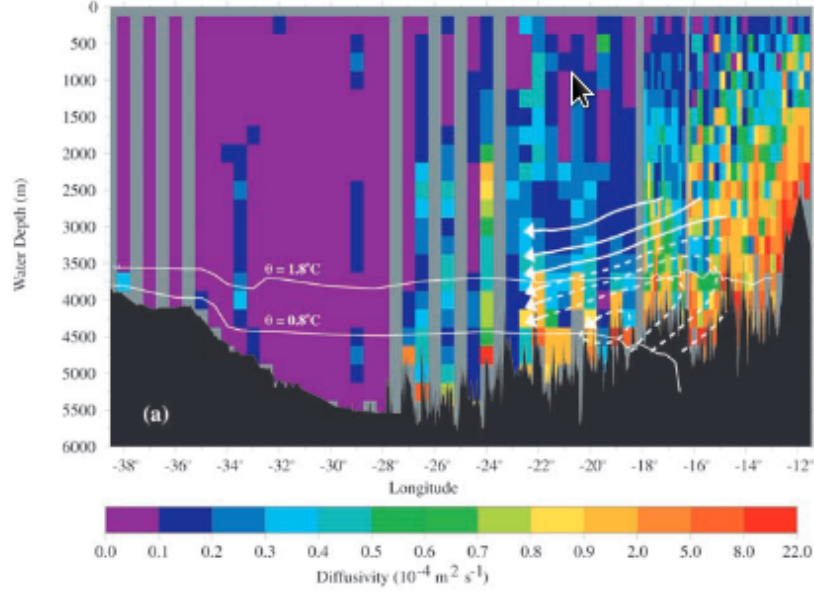 0
500
1000
1500
2000
2500
3000
3500
4000
4500
5000
5500
6000
Water Depth (m)
θ = 1.8°C
θ = 0.8°C
(a)
-38° -36° -34° -32° -30° -28° -26° -24° -22° -20° -18° -16° -14° -12°
Longitude
0.0 0.1 0.2 0.3 0.4 0.5 0.6 0.7 0.8 0.9 2.0 5.0 8.0 22.0
Diffusivity (10⁻⁴ m² s⁻¹)